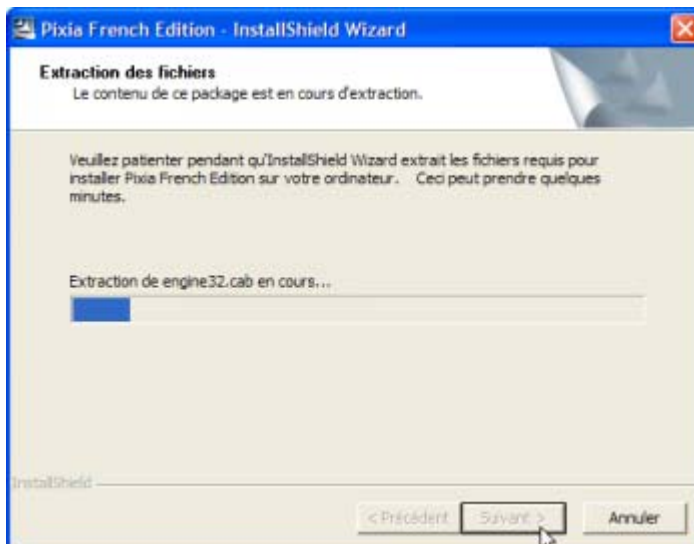 Pixia French Edition - InstallShield Wizard
Extraction des fichiers
Le contenu de ce package est en cours d'extraction.
Veuillez patienter pendant qu'InstallShield Wizard extrait les fichiers requis pour
installer Pixia French Edition sur votre ordinateur. Ceci peut prendre quelques
minutes.
Extraction de engine32.cab en cours...
InstallShield
< Précédent Suivant > Annuler